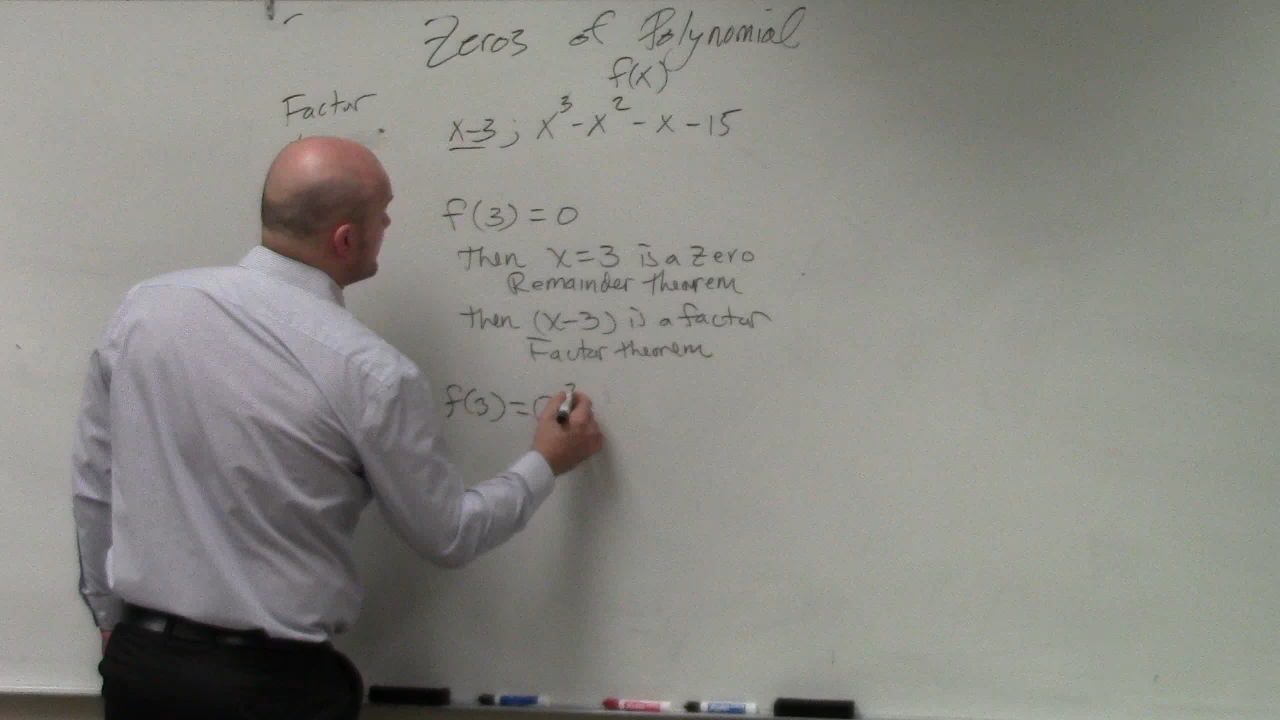 Zeros of Polynomial
f(x)
Factor
x-3; x³-x²-x-15
f(3)=0
then x=3 is a zero
Remainder theorem
then (x-3) is a factor
Factor theorem
f(3)=(